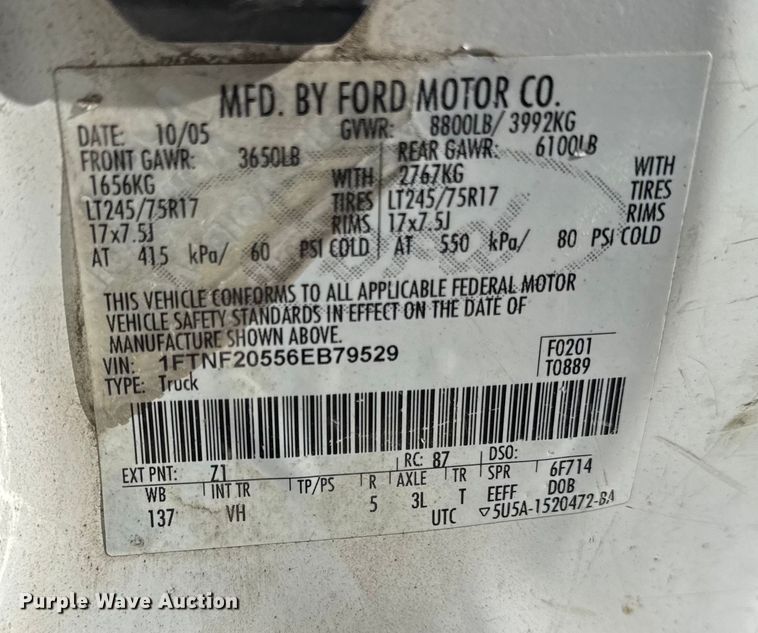 MFD. BY FORD MOTOR CO.
DATE: 10/05 GVWR: 8800LB/ 3992KG
FRONT GAWR: 3650LB REAR GAWR: 6100LB
1656KG WITH 2767KG WITH
LT245/75R17 TIRES LT245/75R17 TIRES
17x7.5J RIMS 17x7.5J RIMS
AT 415 kPa/ 60 PSI COLD AT 550 kPa/ 80 PSI COLD
THIS VEHICLE CONFORMS TO ALL APPLICABLE FEDERAL MOTOR
VEHICLE SAFETY STANDARDS IN EFFECT ON THE DATE OF
MANUFACTURE SHOWN ABOVE.
VIN: 1FTNF20556EB79529 F0201
TYPE: Truck T0889
EXT PNT: Z1 RC: 87 DSO:
WB INT TR TP/PS R AXLE TR SPR 6F714
137 VH 5 3L T EEFF DOB
UTC ▽5U5A-1520472-BA
Purple Wave Auction